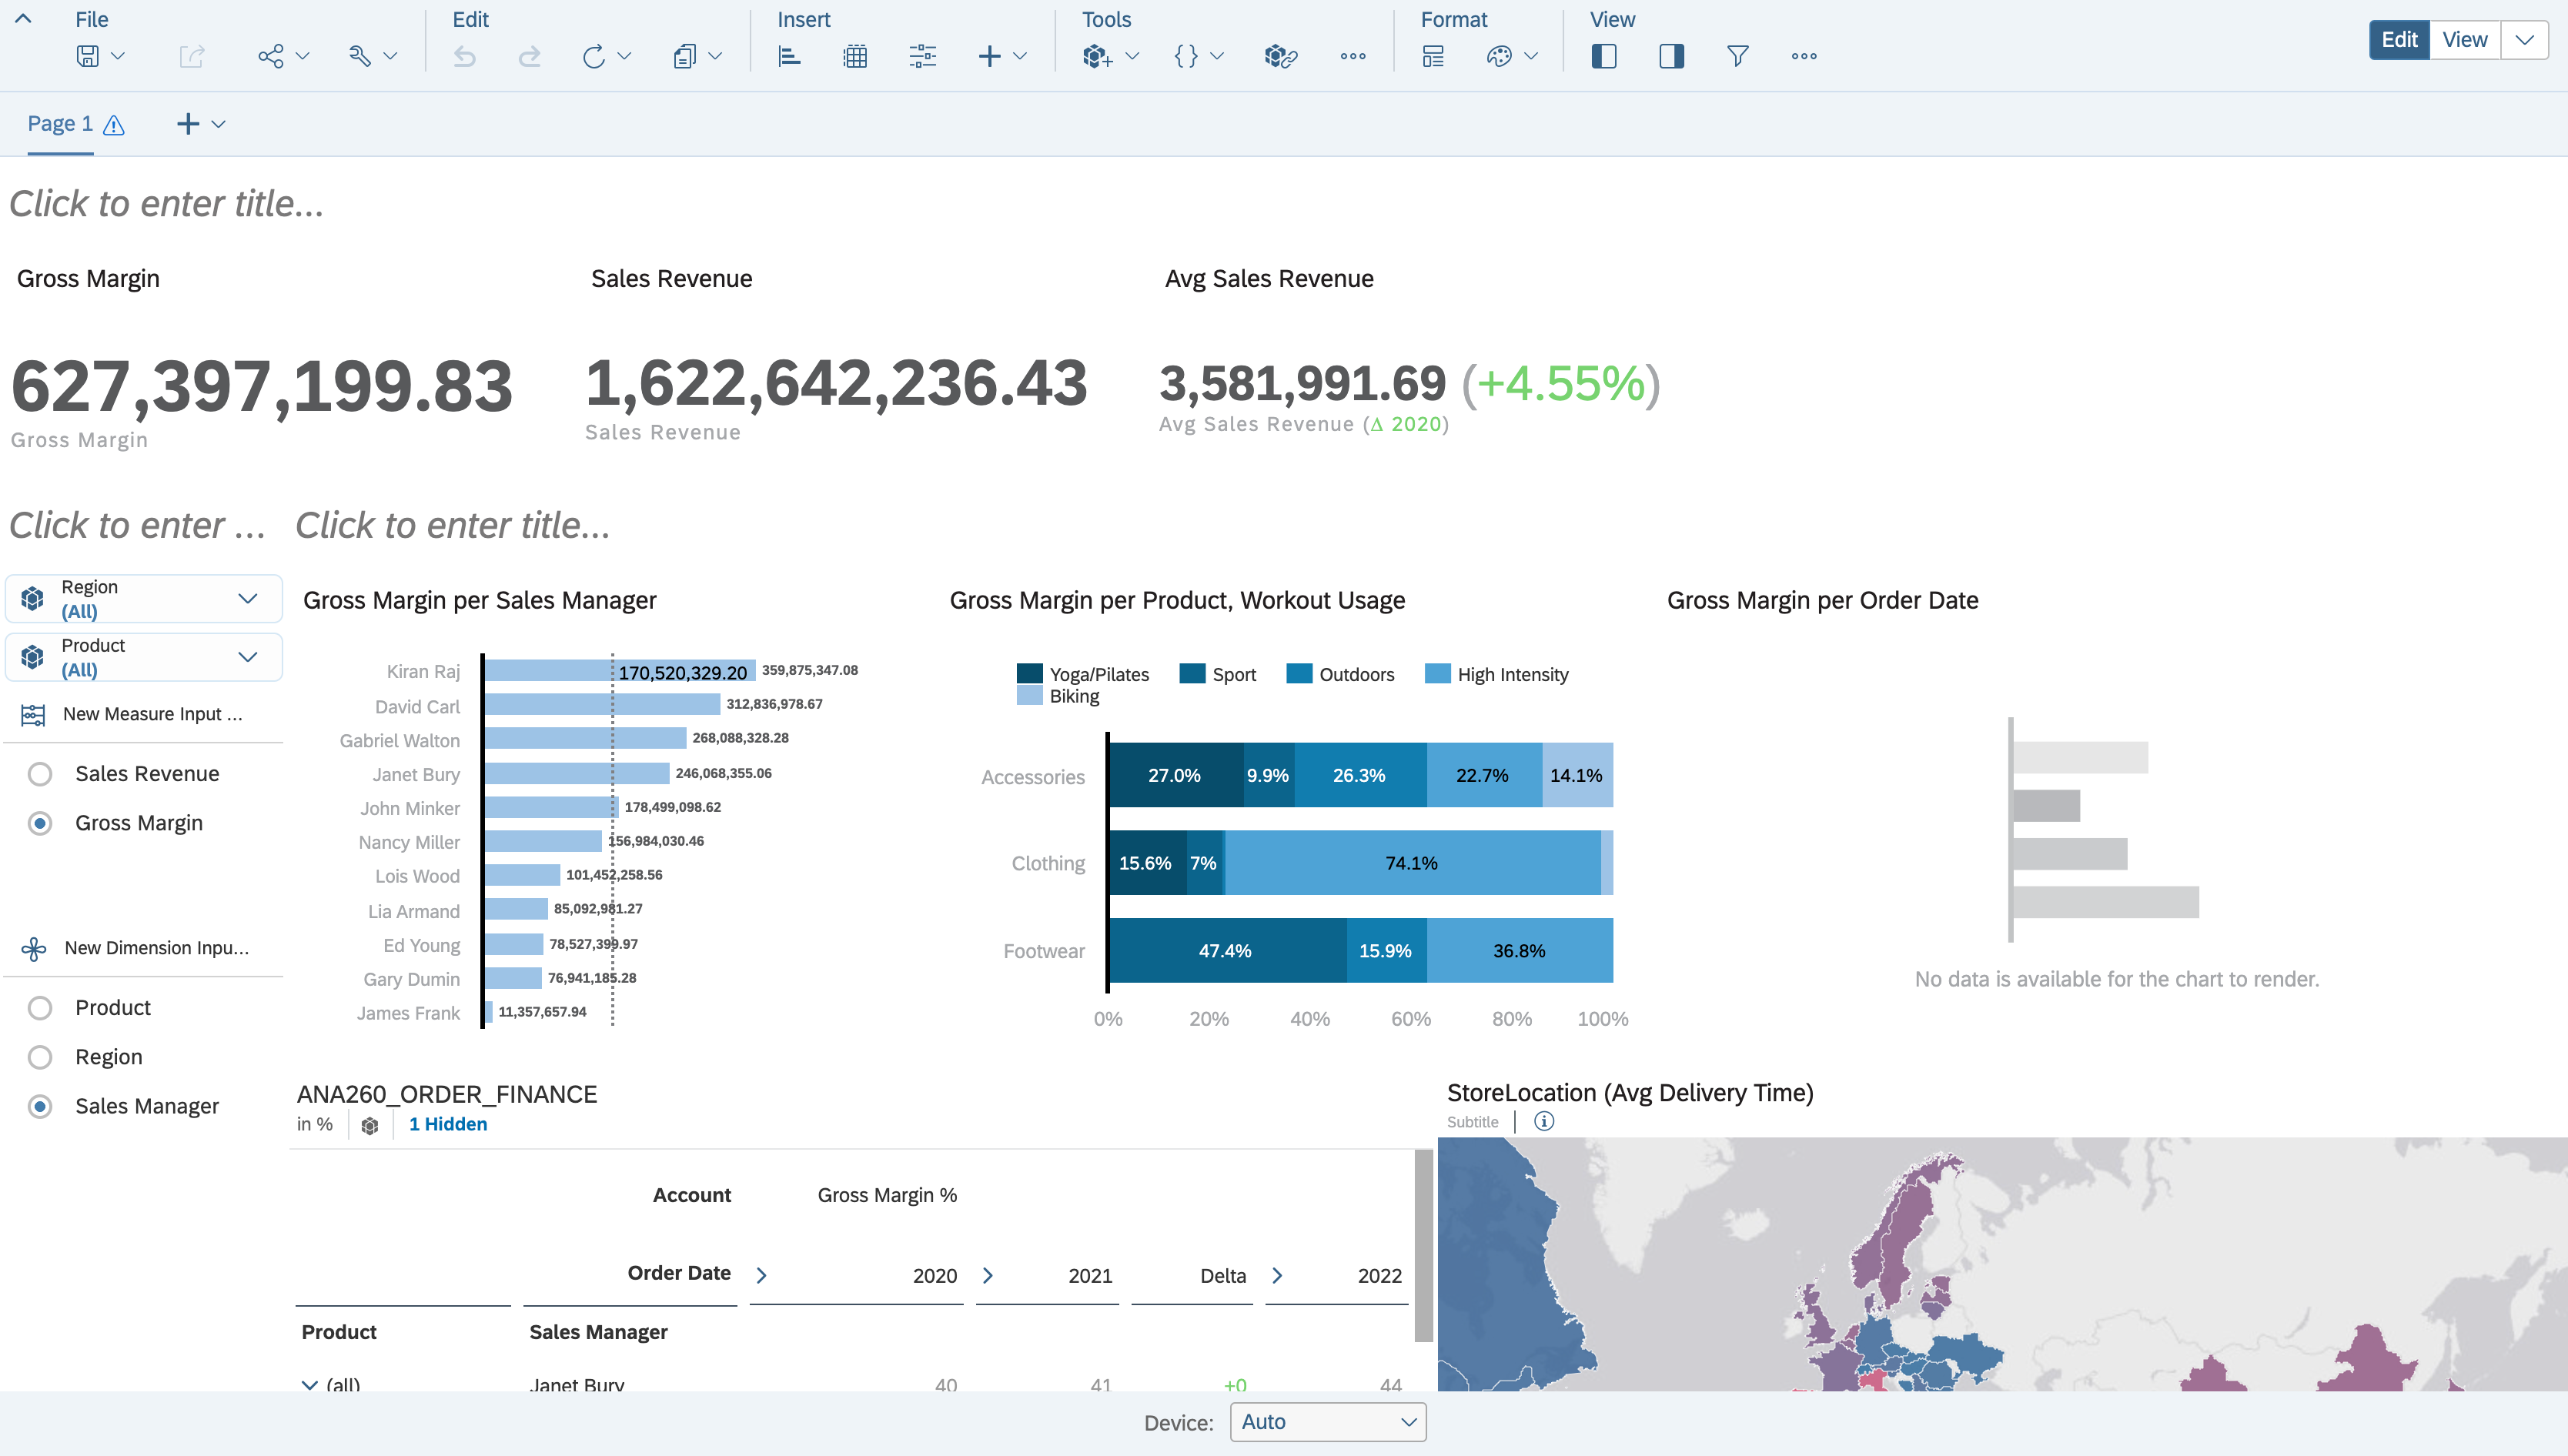 File
Edit
Insert
Tools
Format
View
Edit
View
Page 1
Click to enter title...
Gross Margin
Sales Revenue
Avg Sales Revenue
627,397,199.83
Gross Margin
1,622,642,236.43
Sales Revenue
3,581,991.69 (+4.55%)
Avg Sales Revenue (Δ 2020)
Click to enter ...
Click to enter title...
Region
(All)
Product
(All)
New Measure Input ...
Sales Revenue
Gross Margin
New Dimension Inpu...
Product
Region
Sales Manager
Gross Margin per Sales Manager
Kiran Raj 170,520,329.20 359,875,347.08
David Carl 312,836,978.67
Gabriel Walton 268,088,328.28
Janet Bury 246,068,355.06
John Minker 178,499,098.62
Nancy Miller 156,984,030.46
Lois Wood 101,452,258.56
Lia Armand 85,092,981.27
Ed Young 78,527,399.97
Gary Dumin 76,941,185.28
James Frank 11,357,657.94
Gross Margin per Product, Workout Usage
Yoga/Pilates Sport Outdoors High Intensity
Biking
Accessories 27.0% 9.9% 26.3% 22.7% 14.1%
Clothing 15.6% 7% 74.1%
Footwear 47.4% 15.9% 36.8%
0% 20% 40% 60% 80% 100%
Gross Margin per Order Date
No data is available for the chart to render.
ANA260_ORDER_FINANCE
in % 1 Hidden
Account Gross Margin %
Order Date 2020 2021 Delta 2022
Product Sales Manager
(all) Janet Bury 40 41 +0 44
StoreLocation (Avg Delivery Time)
Subtitle
Device: Auto